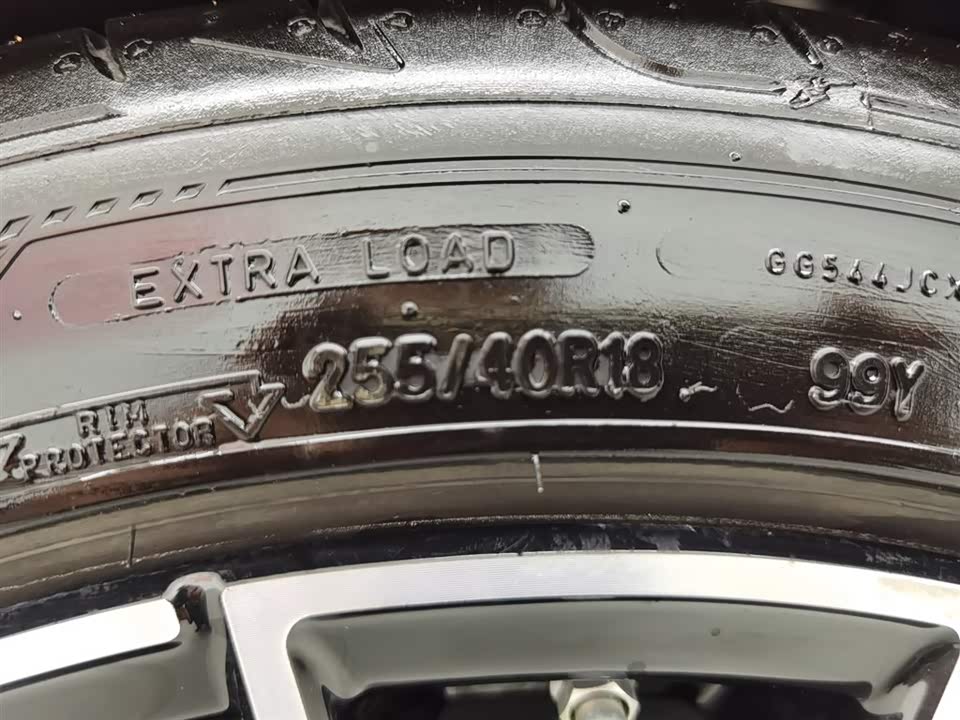 EXTRA LOAD
GG544JCX
255/40R18 99Y
RIM
PROTECTOR